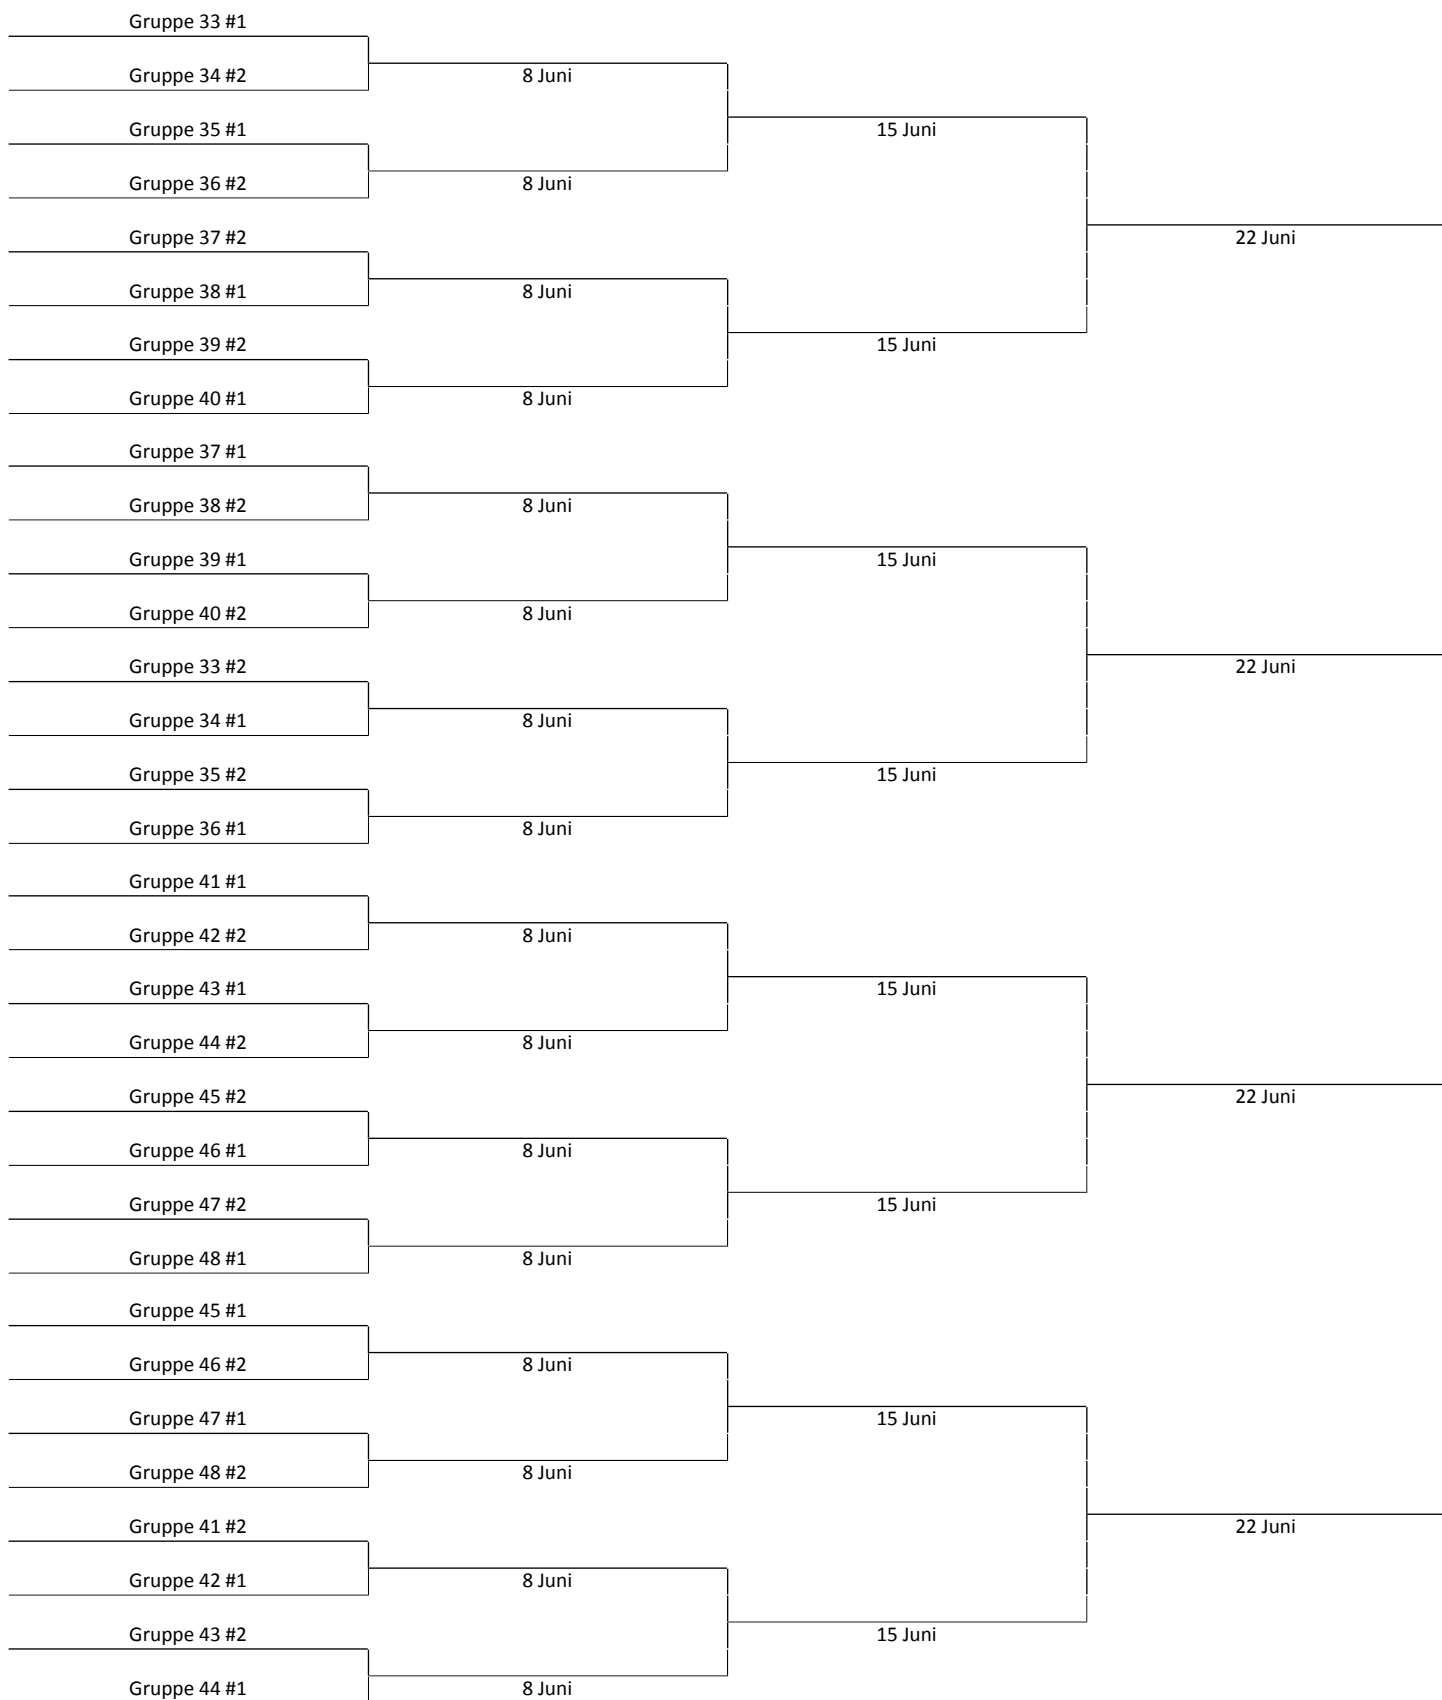 Gruppe 33 #1
Gruppe 34 #2
8 Juni
Gruppe 35 #1
15 Juni
Gruppe 36 #2
8 Juni
Gruppe 37 #2
22 Juni
Gruppe 38 #1
8 Juni
Gruppe 39 #2
15 Juni
Gruppe 40 #1
8 Juni
Gruppe 37 #1
Gruppe 38 #2
8 Juni
Gruppe 39 #1
15 Juni
Gruppe 40 #2
8 Juni
Gruppe 33 #2
22 Juni
Gruppe 34 #1
8 Juni
Gruppe 35 #2
15 Juni
Gruppe 36 #1
8 Juni
Gruppe 41 #1
Gruppe 42 #2
8 Juni
Gruppe 43 #1
15 Juni
Gruppe 44 #2
8 Juni
Gruppe 45 #2
22 Juni
Gruppe 46 #1
8 Juni
Gruppe 47 #2
15 Juni
Gruppe 48 #1
8 Juni
Gruppe 45 #1
Gruppe 46 #2
8 Juni
Gruppe 47 #1
15 Juni
Gruppe 48 #2
8 Juni
Gruppe 41 #2
22 Juni
Gruppe 42 #1
8 Juni
Gruppe 43 #2
15 Juni
Gruppe 44 #1
8 Juni